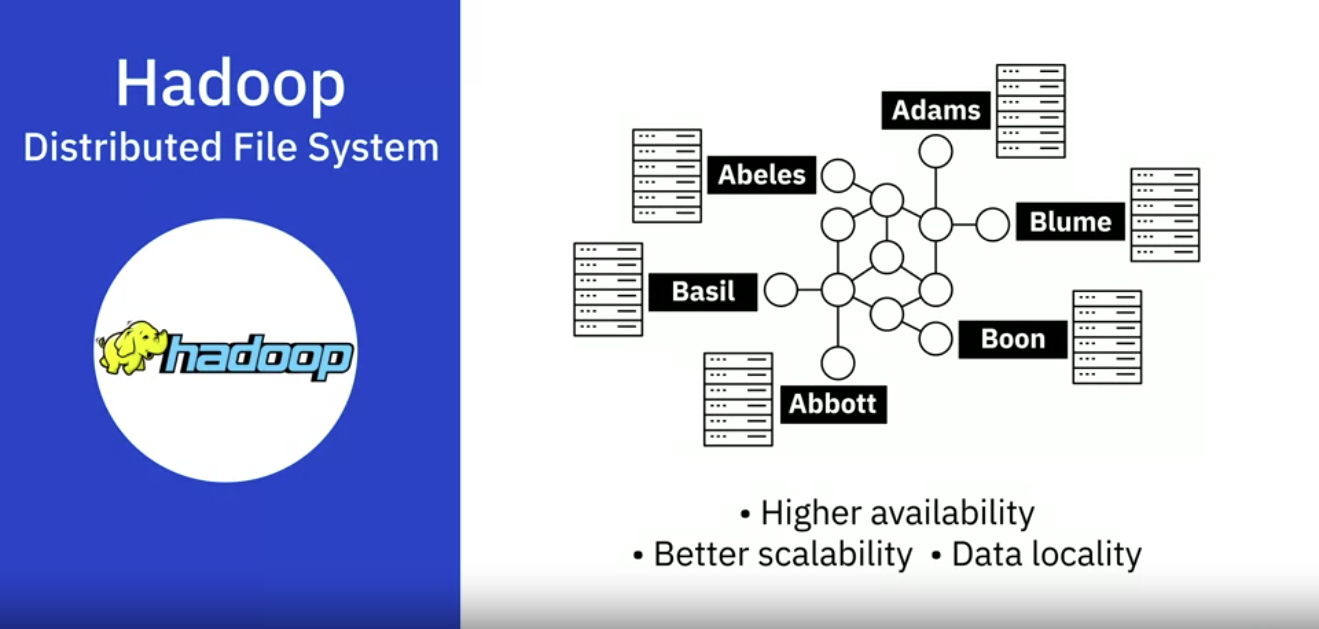 Hadoop
Distributed File System
hadoop
Adams
Abeles
Blume
Basil
Boon
Abbott
• Higher availability
• Better scalability • Data locality